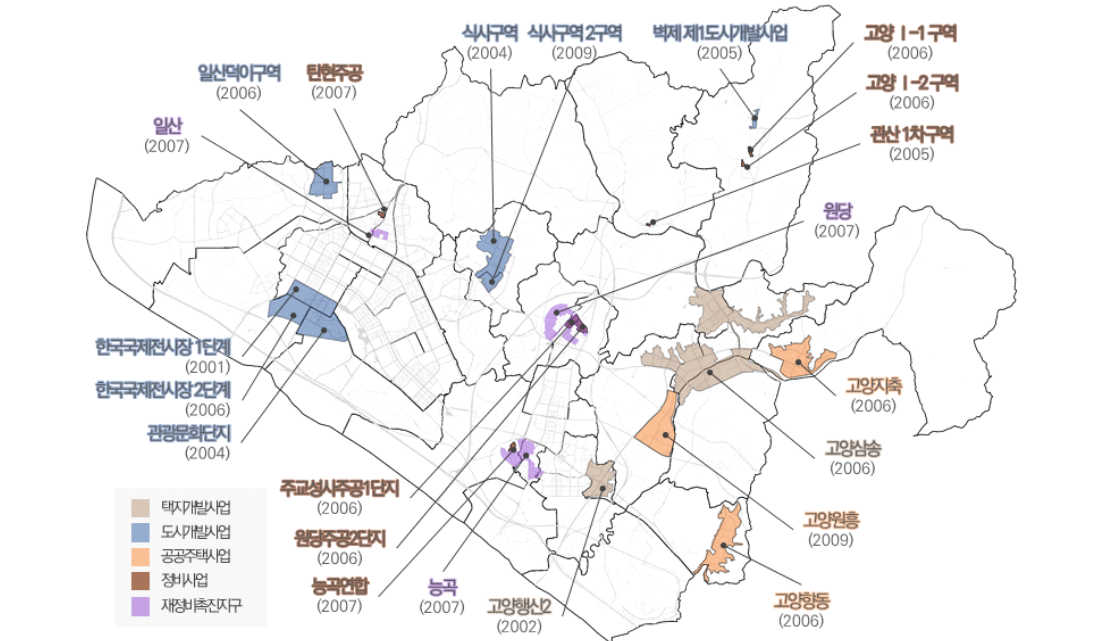 식사구역
(2004)
식사구역 2구역
(2009)
벽제 제1도시개발사업
(2005)
고양 Ⅰ-1 구역
(2006)
일산덕이구역
(2006)
탄현주공
(2007)
고양 Ⅰ-2 구역
(2006)
일산
(2007)
관산 1차구역
(2005)
원당
(2007)
한국국제전시장 1단계
(2001)
한국국제전시장 2단계
(2006)
관광문화단지
(2004)
고양지축
(2006)
고양삼송
(2006)
주교성사주공1단지
(2006)
원당주공2단지
(2006)
능곡연합
(2007)
능곡
(2007)
고양행신2
(2002)
고양원흥
(2009)
고양향동
(2006)
택지개발사업
도시개발사업
공공주택사업
정비사업
재정비촉진지구